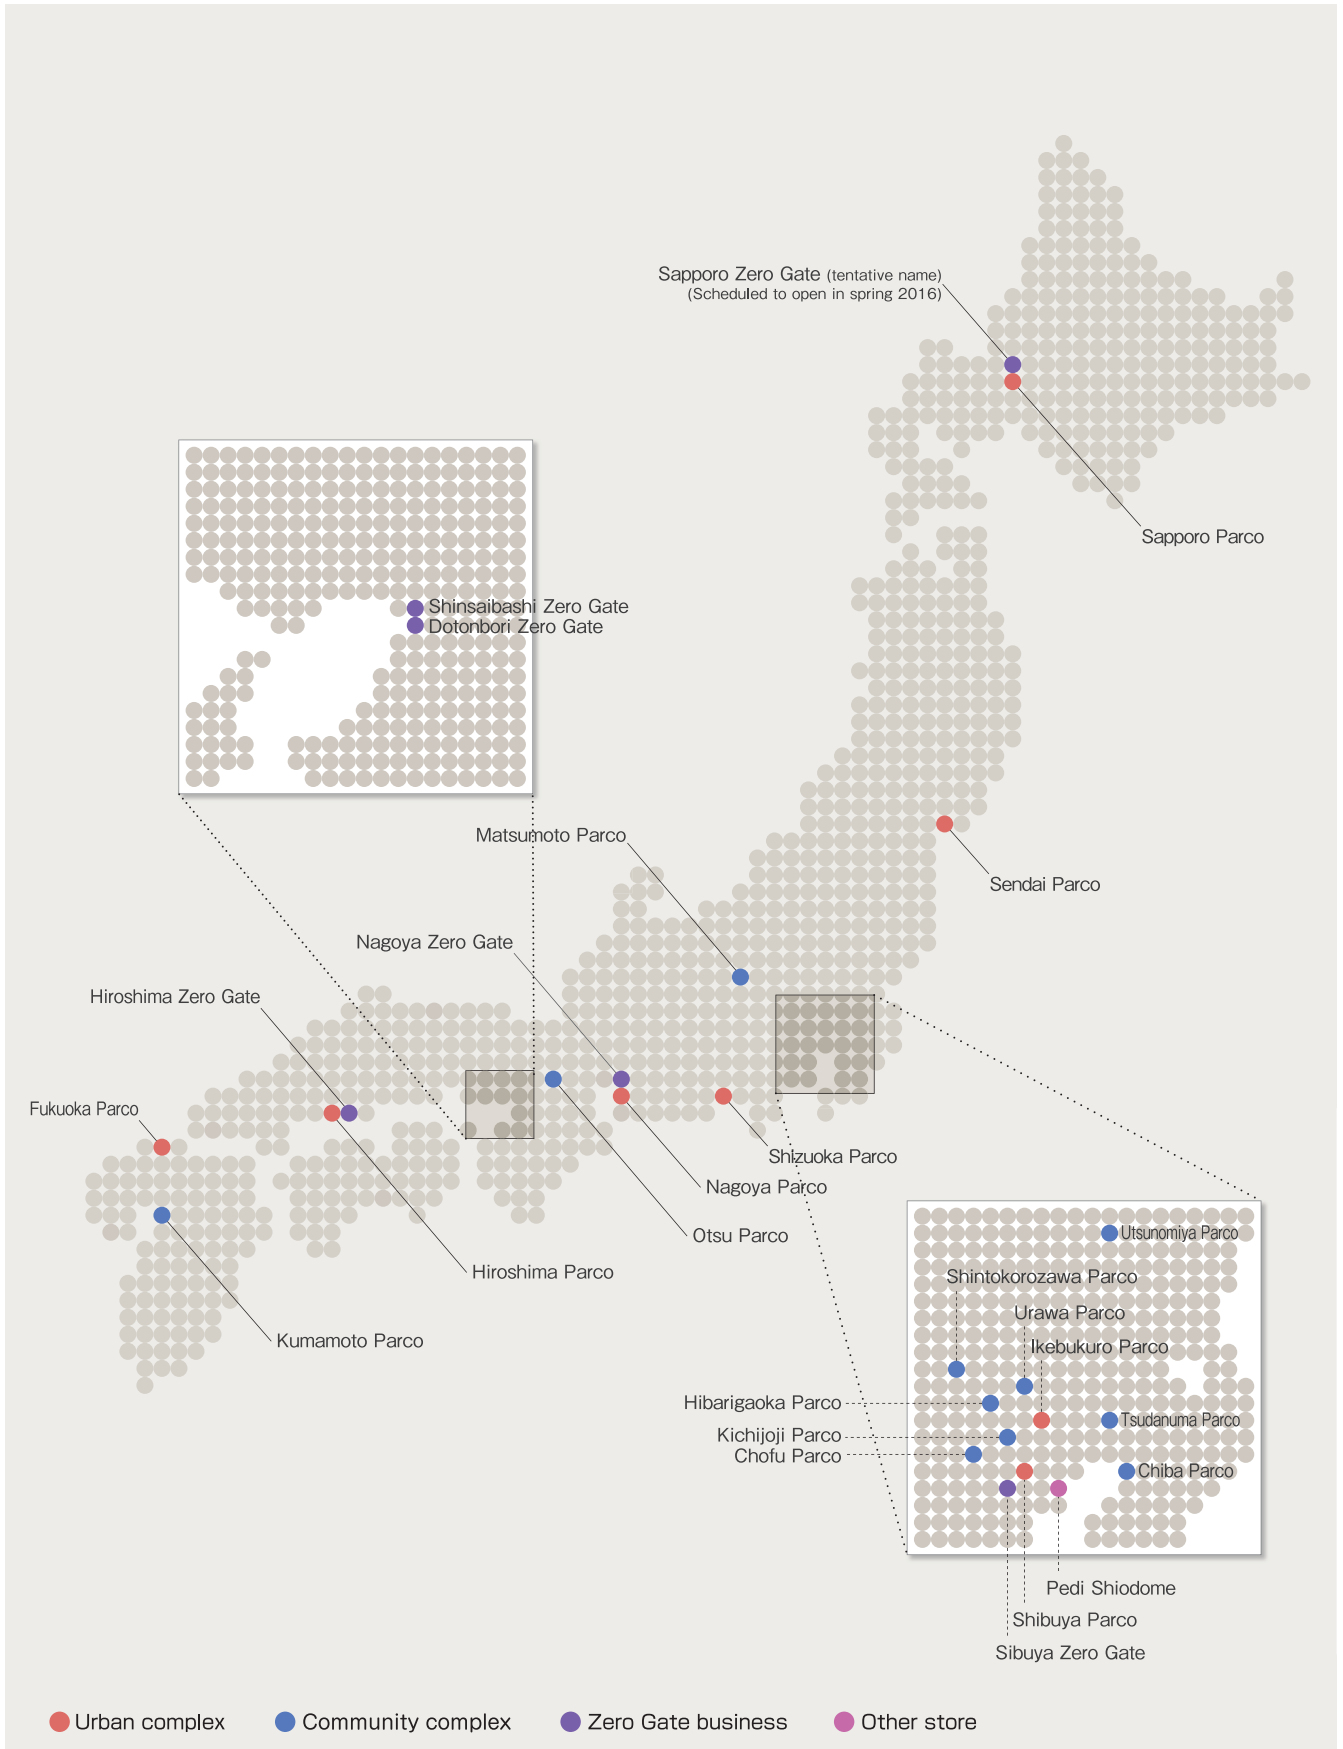 Sapporo Zero Gate (tentative name)
(Scheduled to open in spring 2016)
Sapporo Parco
Shinsaibashi Zero Gate
Dotonbori Zero Gate
Matsumoto Parco
Sendai Parco
Nagoya Zero Gate
Hiroshima Zero Gate
Fukuoka Parco
Shizuoka Parco
Nagoya Parco
Otsu Parco
Hiroshima Parco
Kumamoto Parco
Utsunomiya Parco
Shintokorozawa Parco
Urawa Parco
Ikebukuro Parco
Hibarigaoka Parco
Tsudanuma Parco
Kichijoji Parco
Chofu Parco
Chiba Parco
Pedi Shiodome
Shibuya Parco
Sibuya Zero Gate
Urban complex
Community complex
Zero Gate business
Other store